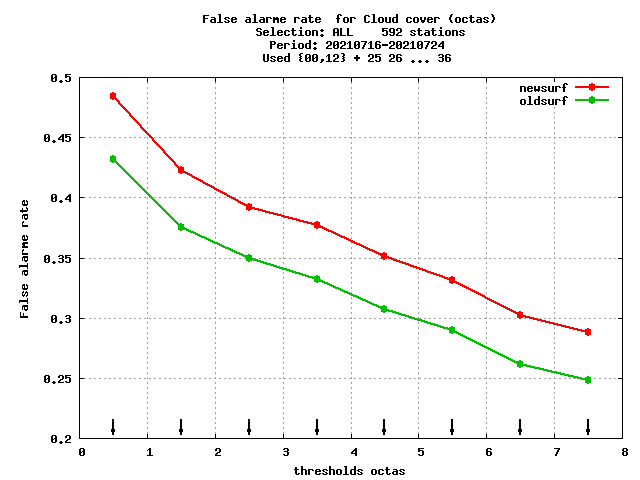 False alarme rate  for Cloud cover (octas)
Selection: ALL    592 stations
Period: 20210716-20210724
Used {00,12} + 25 26 ... 36
newsurf
oldsurf
0.5
0.45
0.4
0.35
0.3
0.25
0.2
False alarme rate
0 1 2 3 4 5 6 7 8
thresholds octas